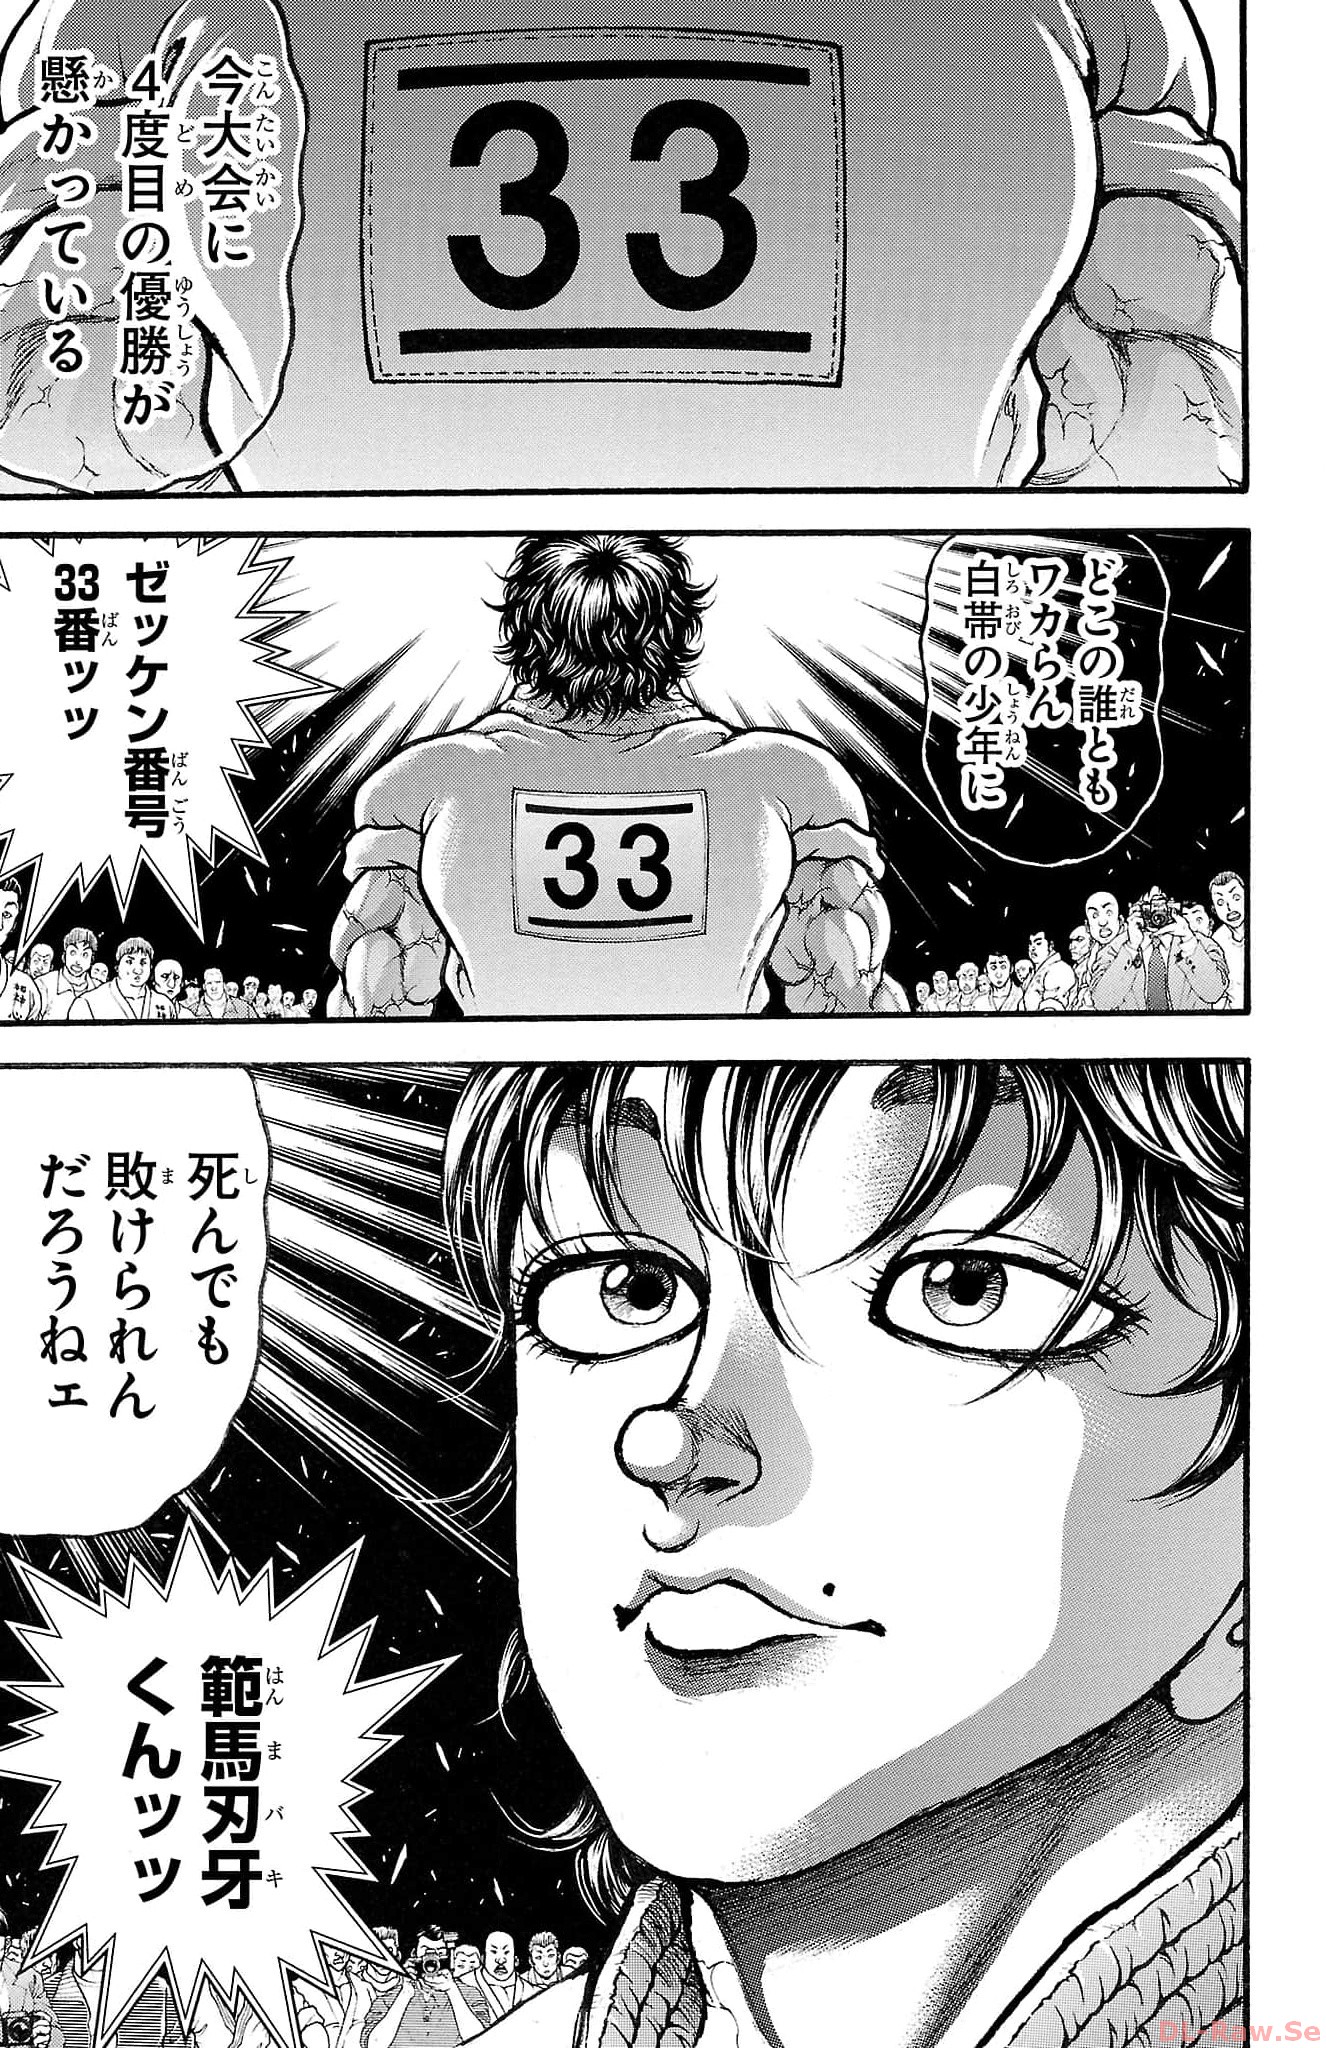 33
今大会に
4度目の優勝が
懸かっている
どこの誰とも
ワカらん
白帯の少年に
33
ゼッケン番号
33番ッッ
死んでも
敗けられん
だろうねェ
範馬刃牙
くんッッ
DL-Raw.Se